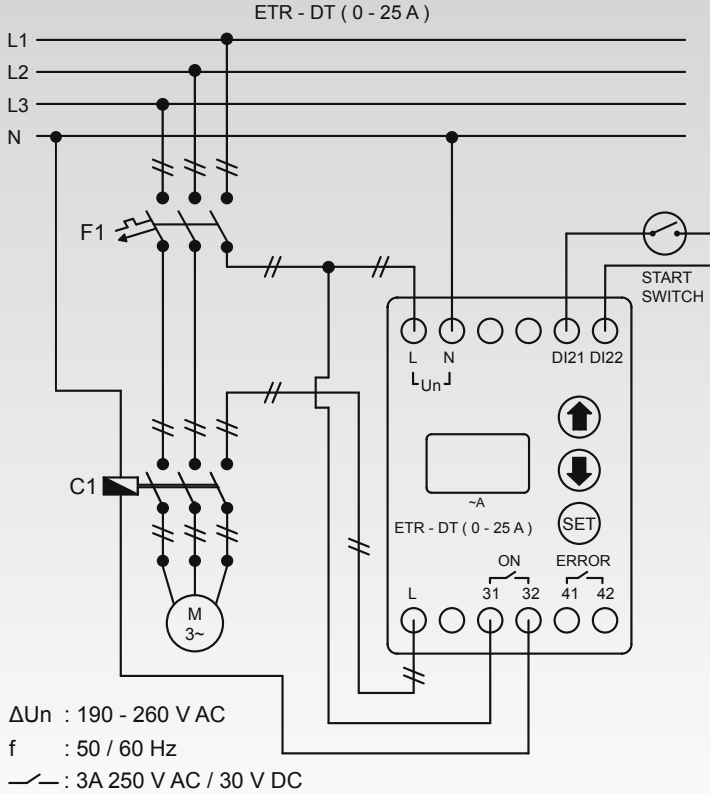 ETR - DT ( 0 - 25 A )
L1
L2
L3
N
F1
START
SWITCH
L N DI21 DI22
Un
C1
~A
ETR - DT ( 0 - 25 A )
SET
ON ERROR
L 31 32 41 42
M
3~
ΔUn : 190 - 260 V AC
f : 50 / 60 Hz
: 3A 250 V AC / 30 V DC